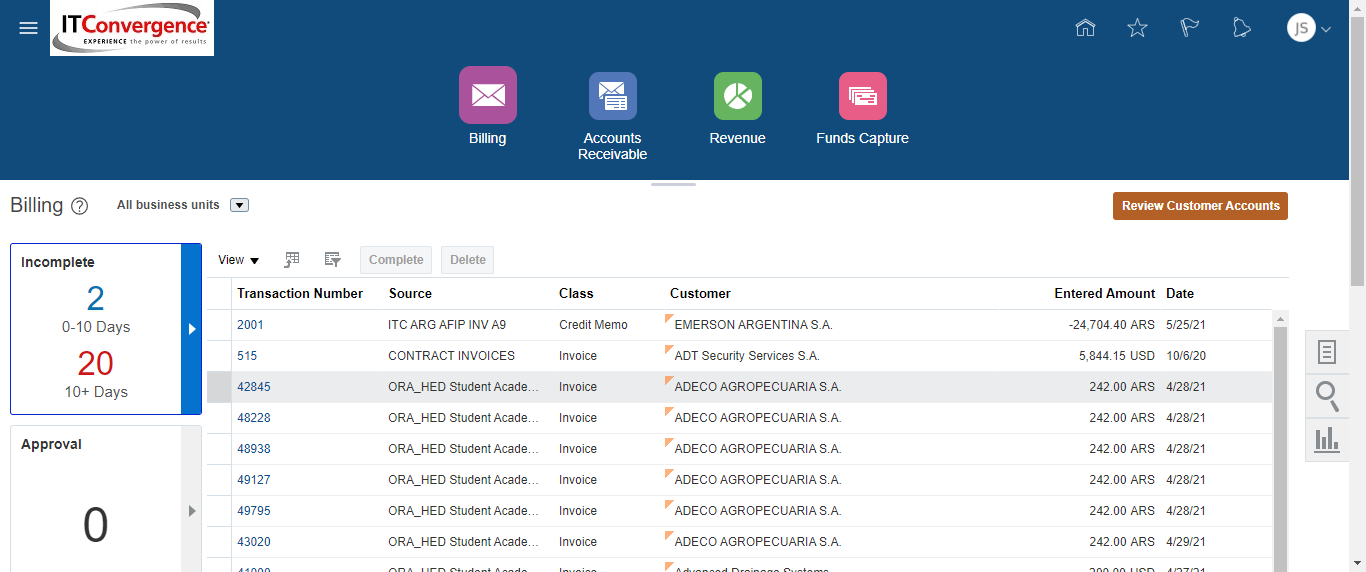 ITConvergence
EXPERIENCE the power of results
JS
Billing
Accounts Receivable
Revenue
Funds Capture
Billing ?
All business units
Review Customer Accounts
Incomplete
2
0-10 Days
20
10+ Days
Approval
0
View
Complete
Delete
Transaction Number Source Class Customer Entered Amount Date
2001 ITC ARG AFIP INV A9 Credit Memo EMERSON ARGENTINA S.A. -24,704.40 ARS 5/25/21
515 CONTRACT INVOICES Invoice ADT Security Services S.A. 5,844.15 USD 10/6/20
42845 ORA_HED Student Acade... Invoice ADECO AGROPECUARIA S.A. 242.00 ARS 4/28/21
48228 ORA_HED Student Acade... Invoice ADECO AGROPECUARIA S.A. 242.00 ARS 4/28/21
48938 ORA_HED Student Acade... Invoice ADECO AGROPECUARIA S.A. 242.00 ARS 4/28/21
49127 ORA_HED Student Acade... Invoice ADECO AGROPECUARIA S.A. 242.00 ARS 4/28/21
49795 ORA_HED Student Acade... Invoice ADECO AGROPECUARIA S.A. 242.00 ARS 4/28/21
43020 ORA_HED Student Acade... Invoice ADECO AGROPECUARIA S.A. 242.00 ARS 4/29/21